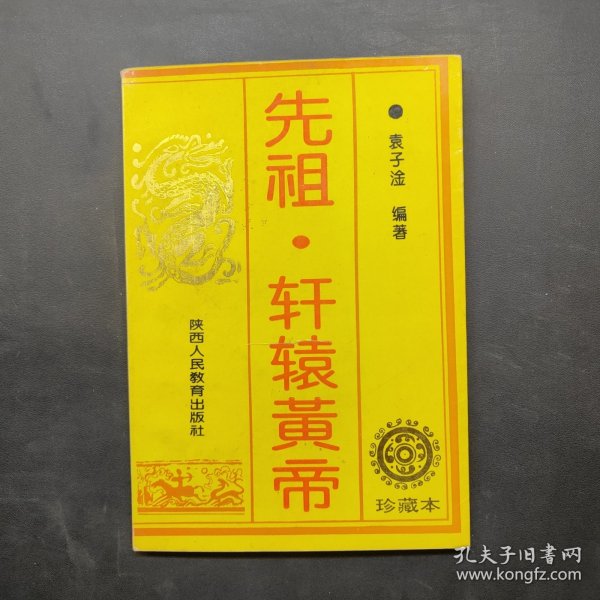 先祖·轩辕黄帝
袁子淦 编著
陕西人民教育出版社
珍藏本
孔夫子旧书网
www.kongfz.com